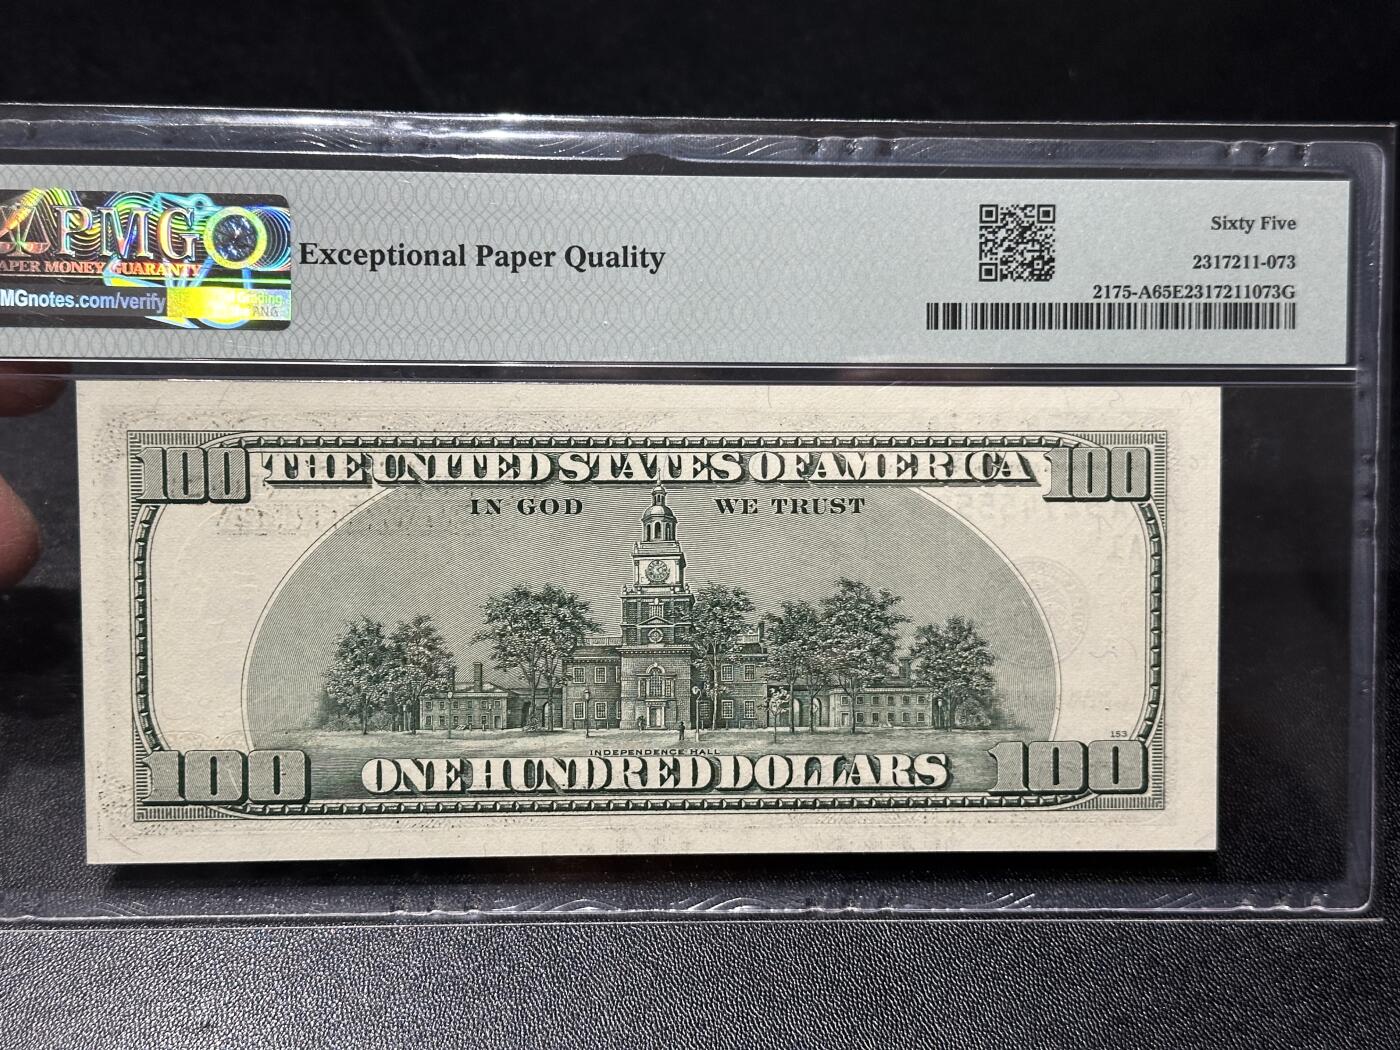 PMG
PAPER MONEY GUARANTY
MGnotes.com/verify
Exceptional Paper Quality
Sixty Five
2317211-073
2175-A65E2317211073G
100 THE UNITED STATES OF AMERICA 100
IN GOD WE TRUST
153
INDEPENDENCE HALL
100 ONE HUNDRED DOLLARS 100